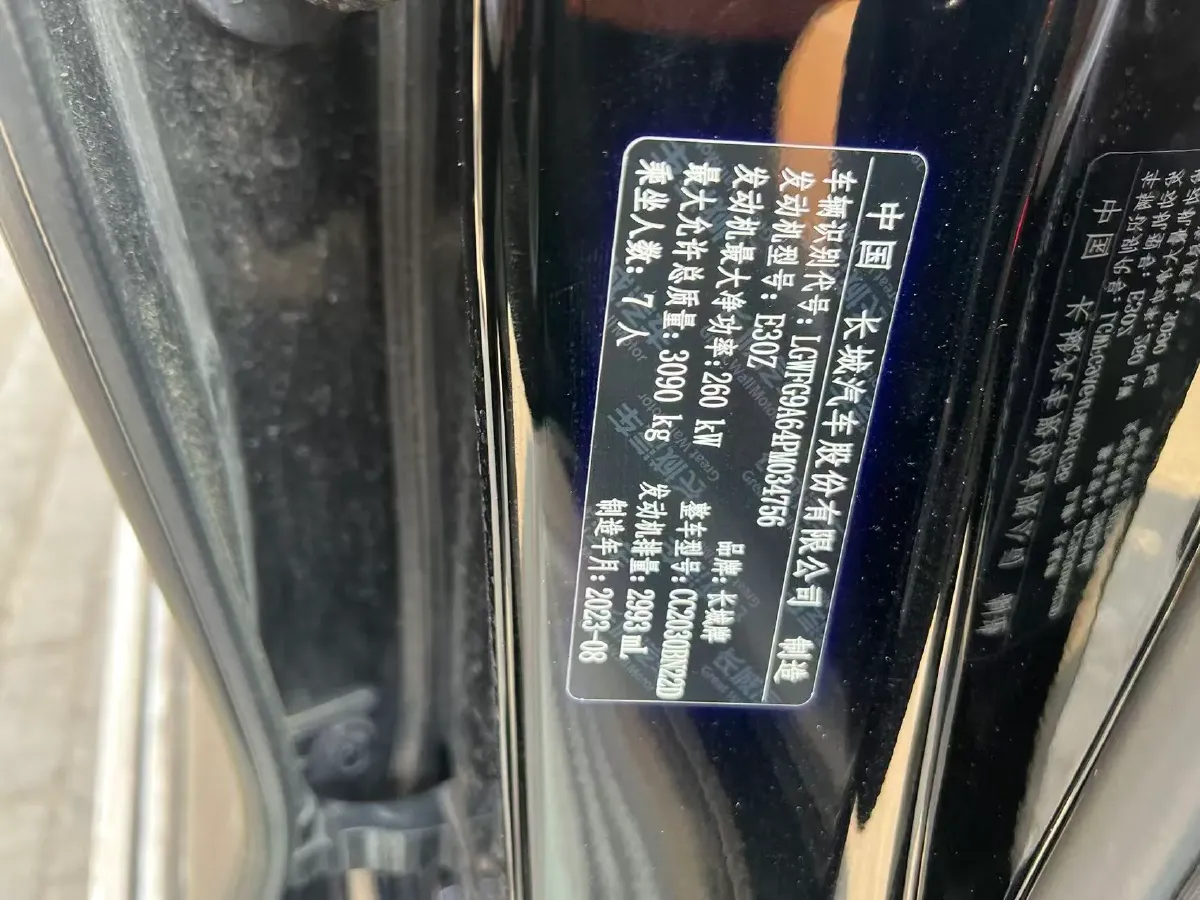 中国 长城汽车股份有限公司 制造
车辆识别代号: LGWFG9A64PM034756
发动机型号: E30Z
品牌: 长城牌
发动机最大净功率: 260 kW
整车型号: CC2030BN22D
最大允许总质量: 3090 kg
发动机排量: 2993 mL
乘坐人数: 7 人
制造年月: 2023-08